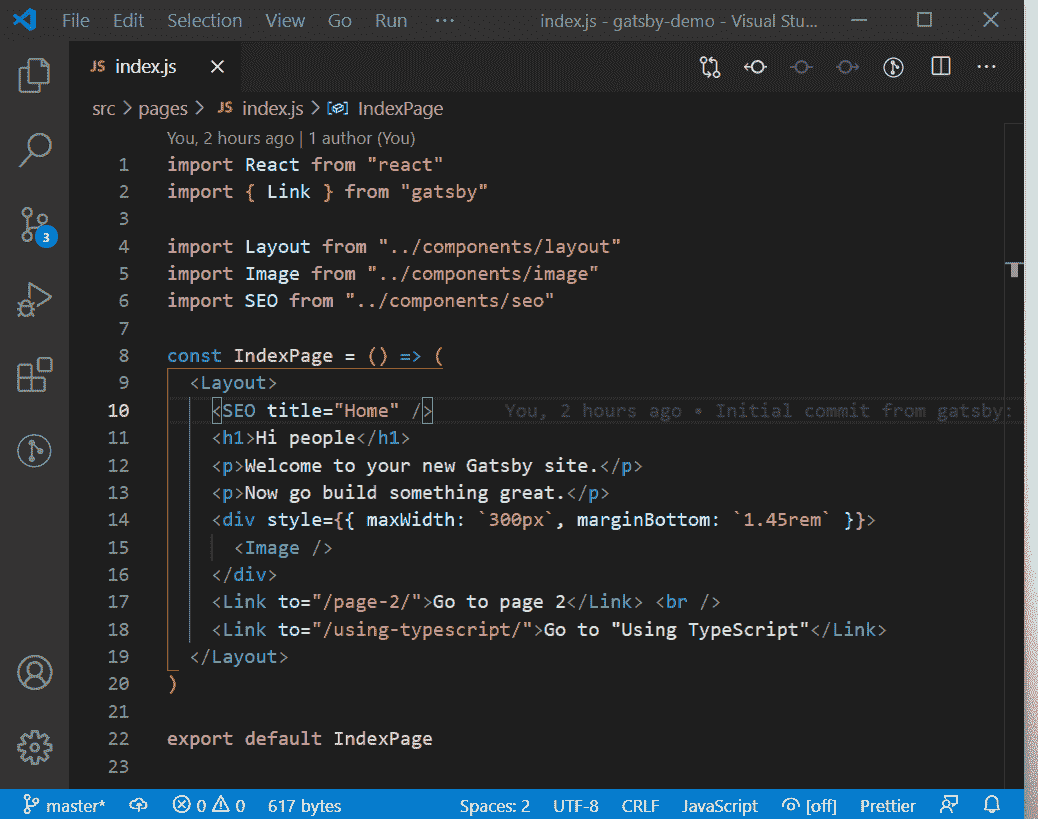 File Edit Selection View Go Run ··· index.js - gatsby-demo - Visual Stu...
JS index.js
src > pages > JS index.js > IndexPage
You, 2 hours ago | 1 author (You)
1 import React from "react"
2 import { Link } from "gatsby"
3
4 import Layout from "../components/layout"
5 import Image from "../components/image"
6 import SEO from "../components/seo"
7
8 const IndexPage = () => (
9 <Layout>
10 <SEO title="Home" /> You, 2 hours ago • Initial commit from gatsby:
11 <h1>Hi people</h1>
12 <p>Welcome to your new Gatsby site.</p>
13 <p>Now go build something great.</p>
14 <div style={{ maxWidth: `300px`, marginBottom: `1.45rem` }}>
15 <Image />
16 </div>
17 <Link to="/page-2/">Go to page 2</Link> <br />
18 <Link to="/using-typescript/">Go to "Using TypeScript"</Link>
19 </Layout>
20 )
21
22 export default IndexPage
23
3
master* 0 0 617 bytes Spaces: 2 UTF-8 CRLF JavaScript [off] Prettier